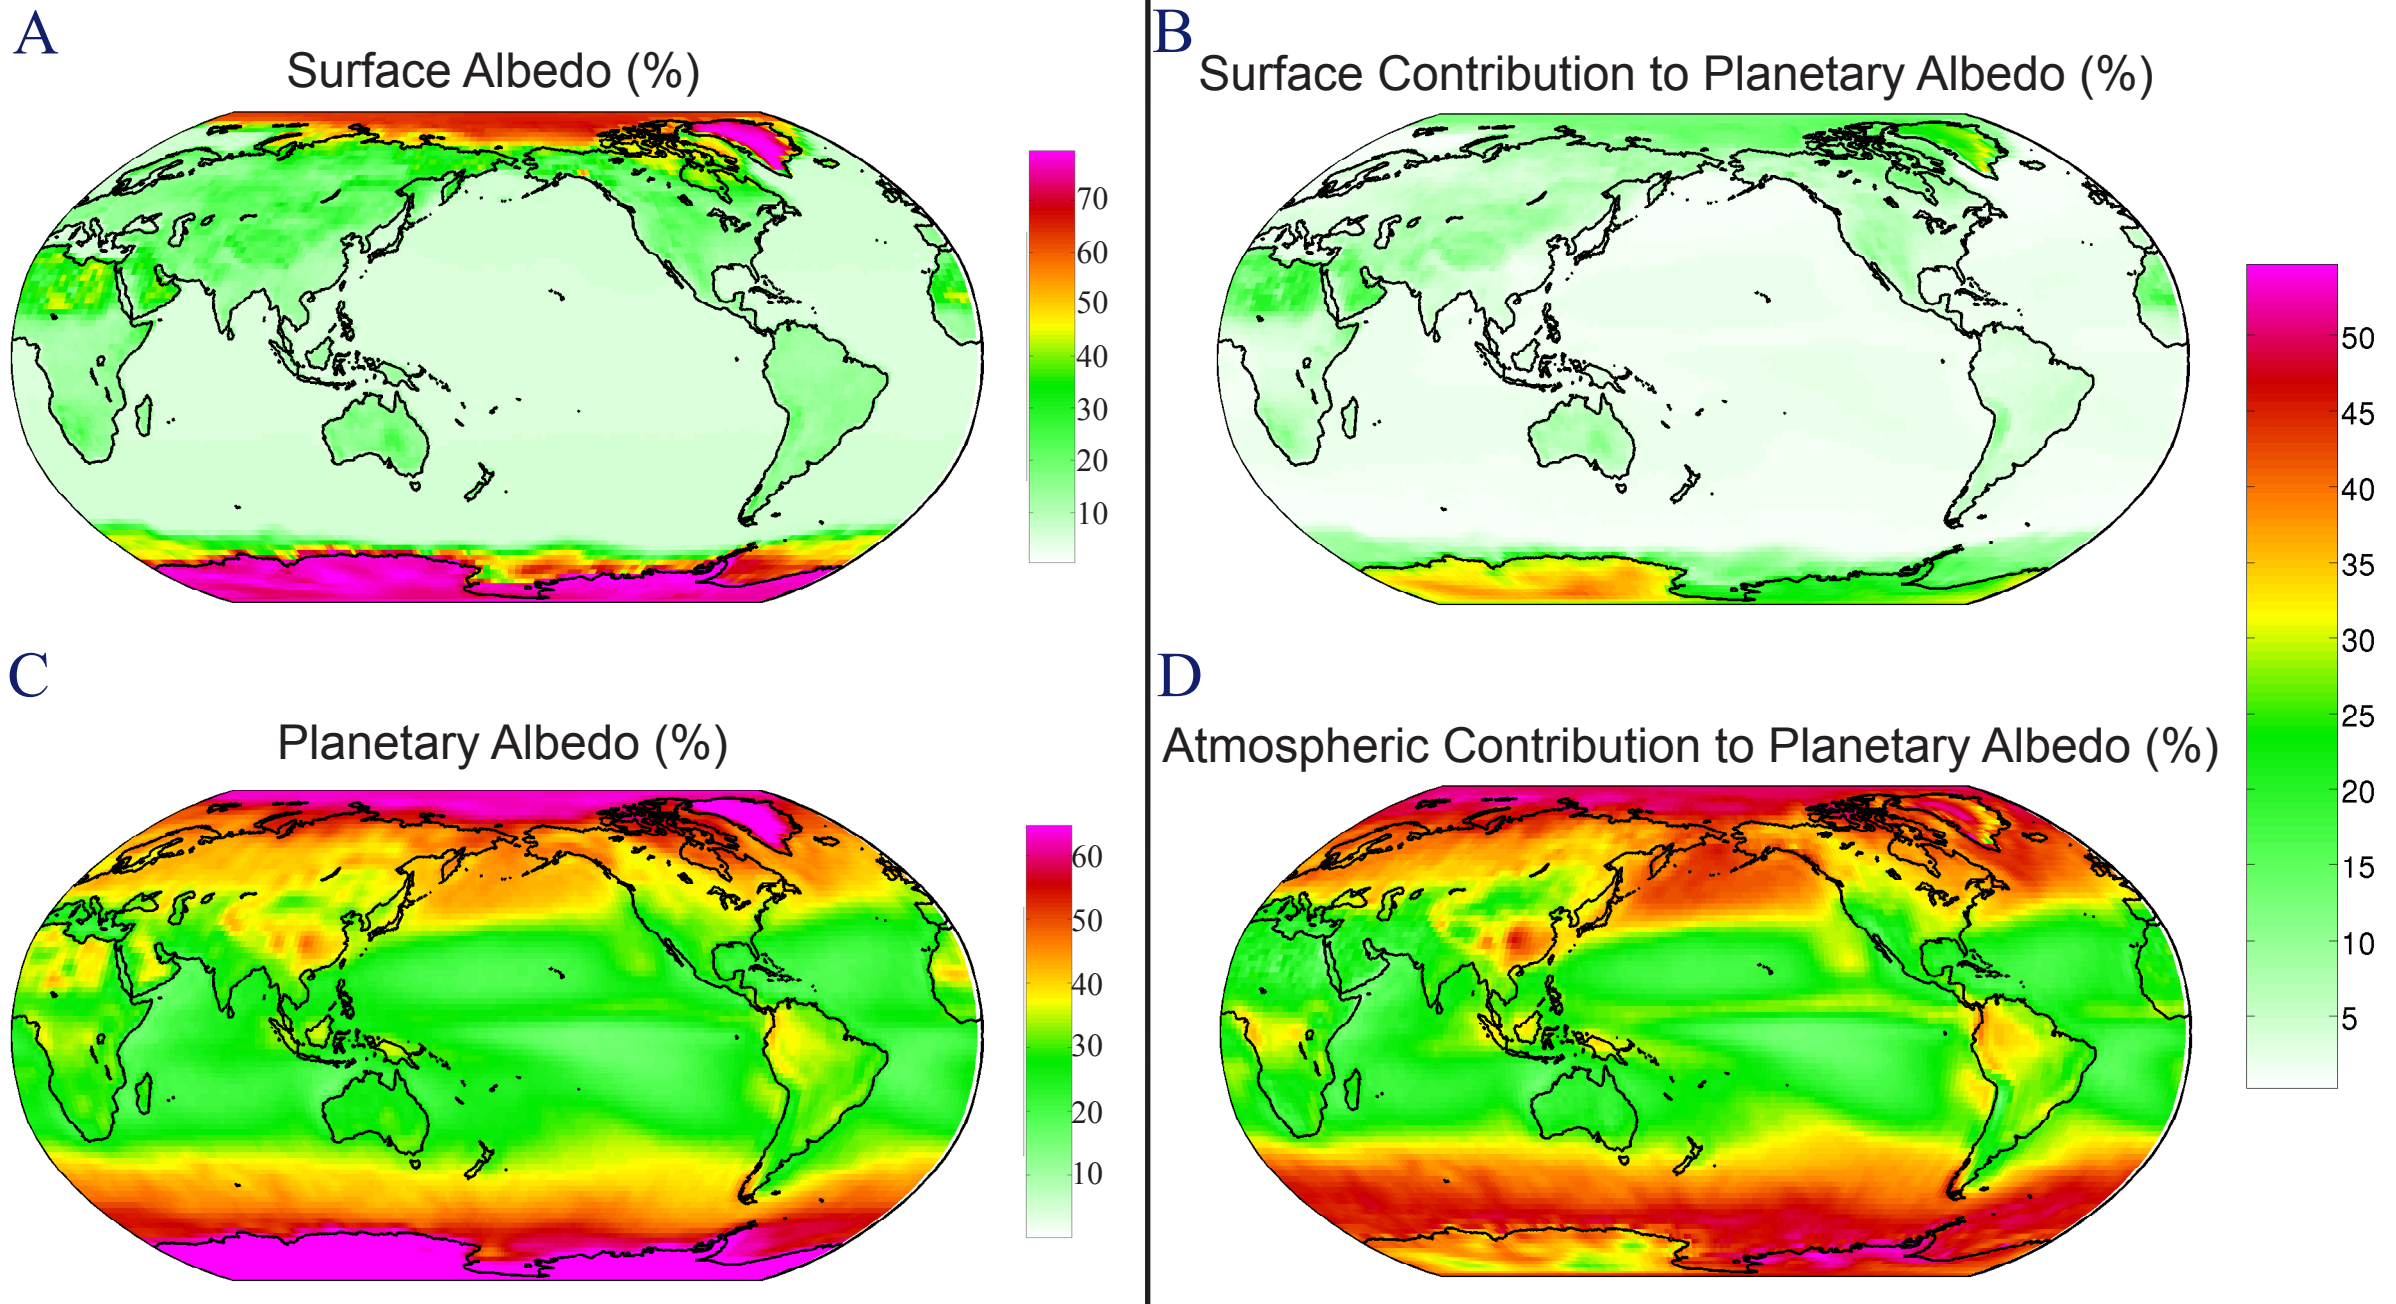 A
Surface Albedo (%)
70
60
50
40
30
20
10
B
Surface Contribution to Planetary Albedo (%)
50
45
40
35
30
25
20
15
10
5
C
Planetary Albedo (%)
60
50
40
30
20
10
D
Atmospheric Contribution to Planetary Albedo (%)